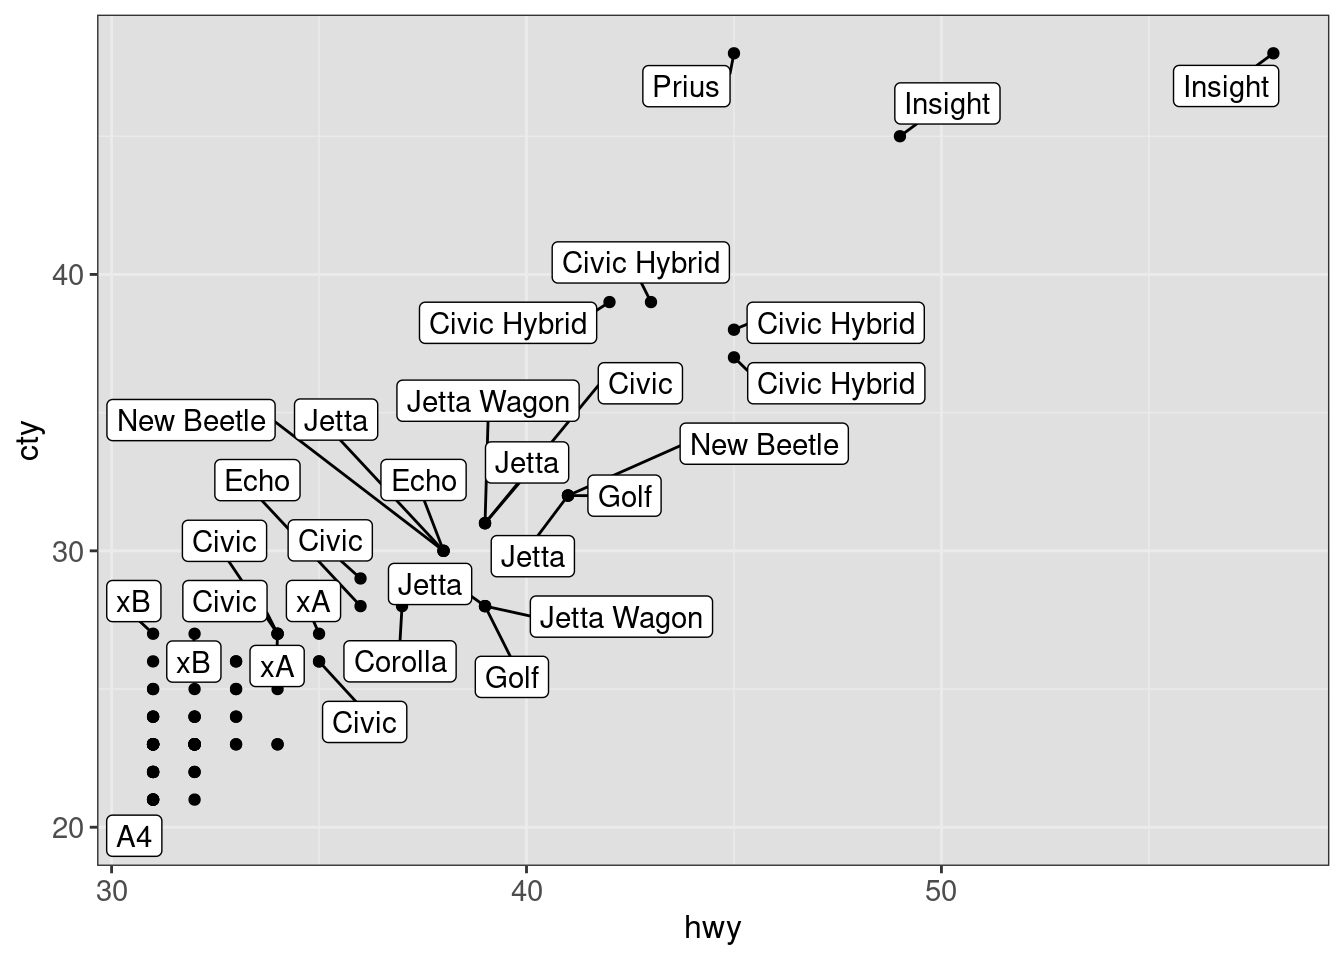 Prius
Insight
Insight
Civic Hybrid
40
Civic Hybrid
Civic Hybrid
Civic
Civic Hybrid
Jetta Wagon
New Beetle
Jetta
cty
New Beetle
Jetta
Echo
Echo
Golf
Civic
Civic
30
Jetta
Jetta
xB
Civic
xA
Jetta Wagon
xB
xA
Corolla
Golf
Civic
20
A4
30
40
50
hwy